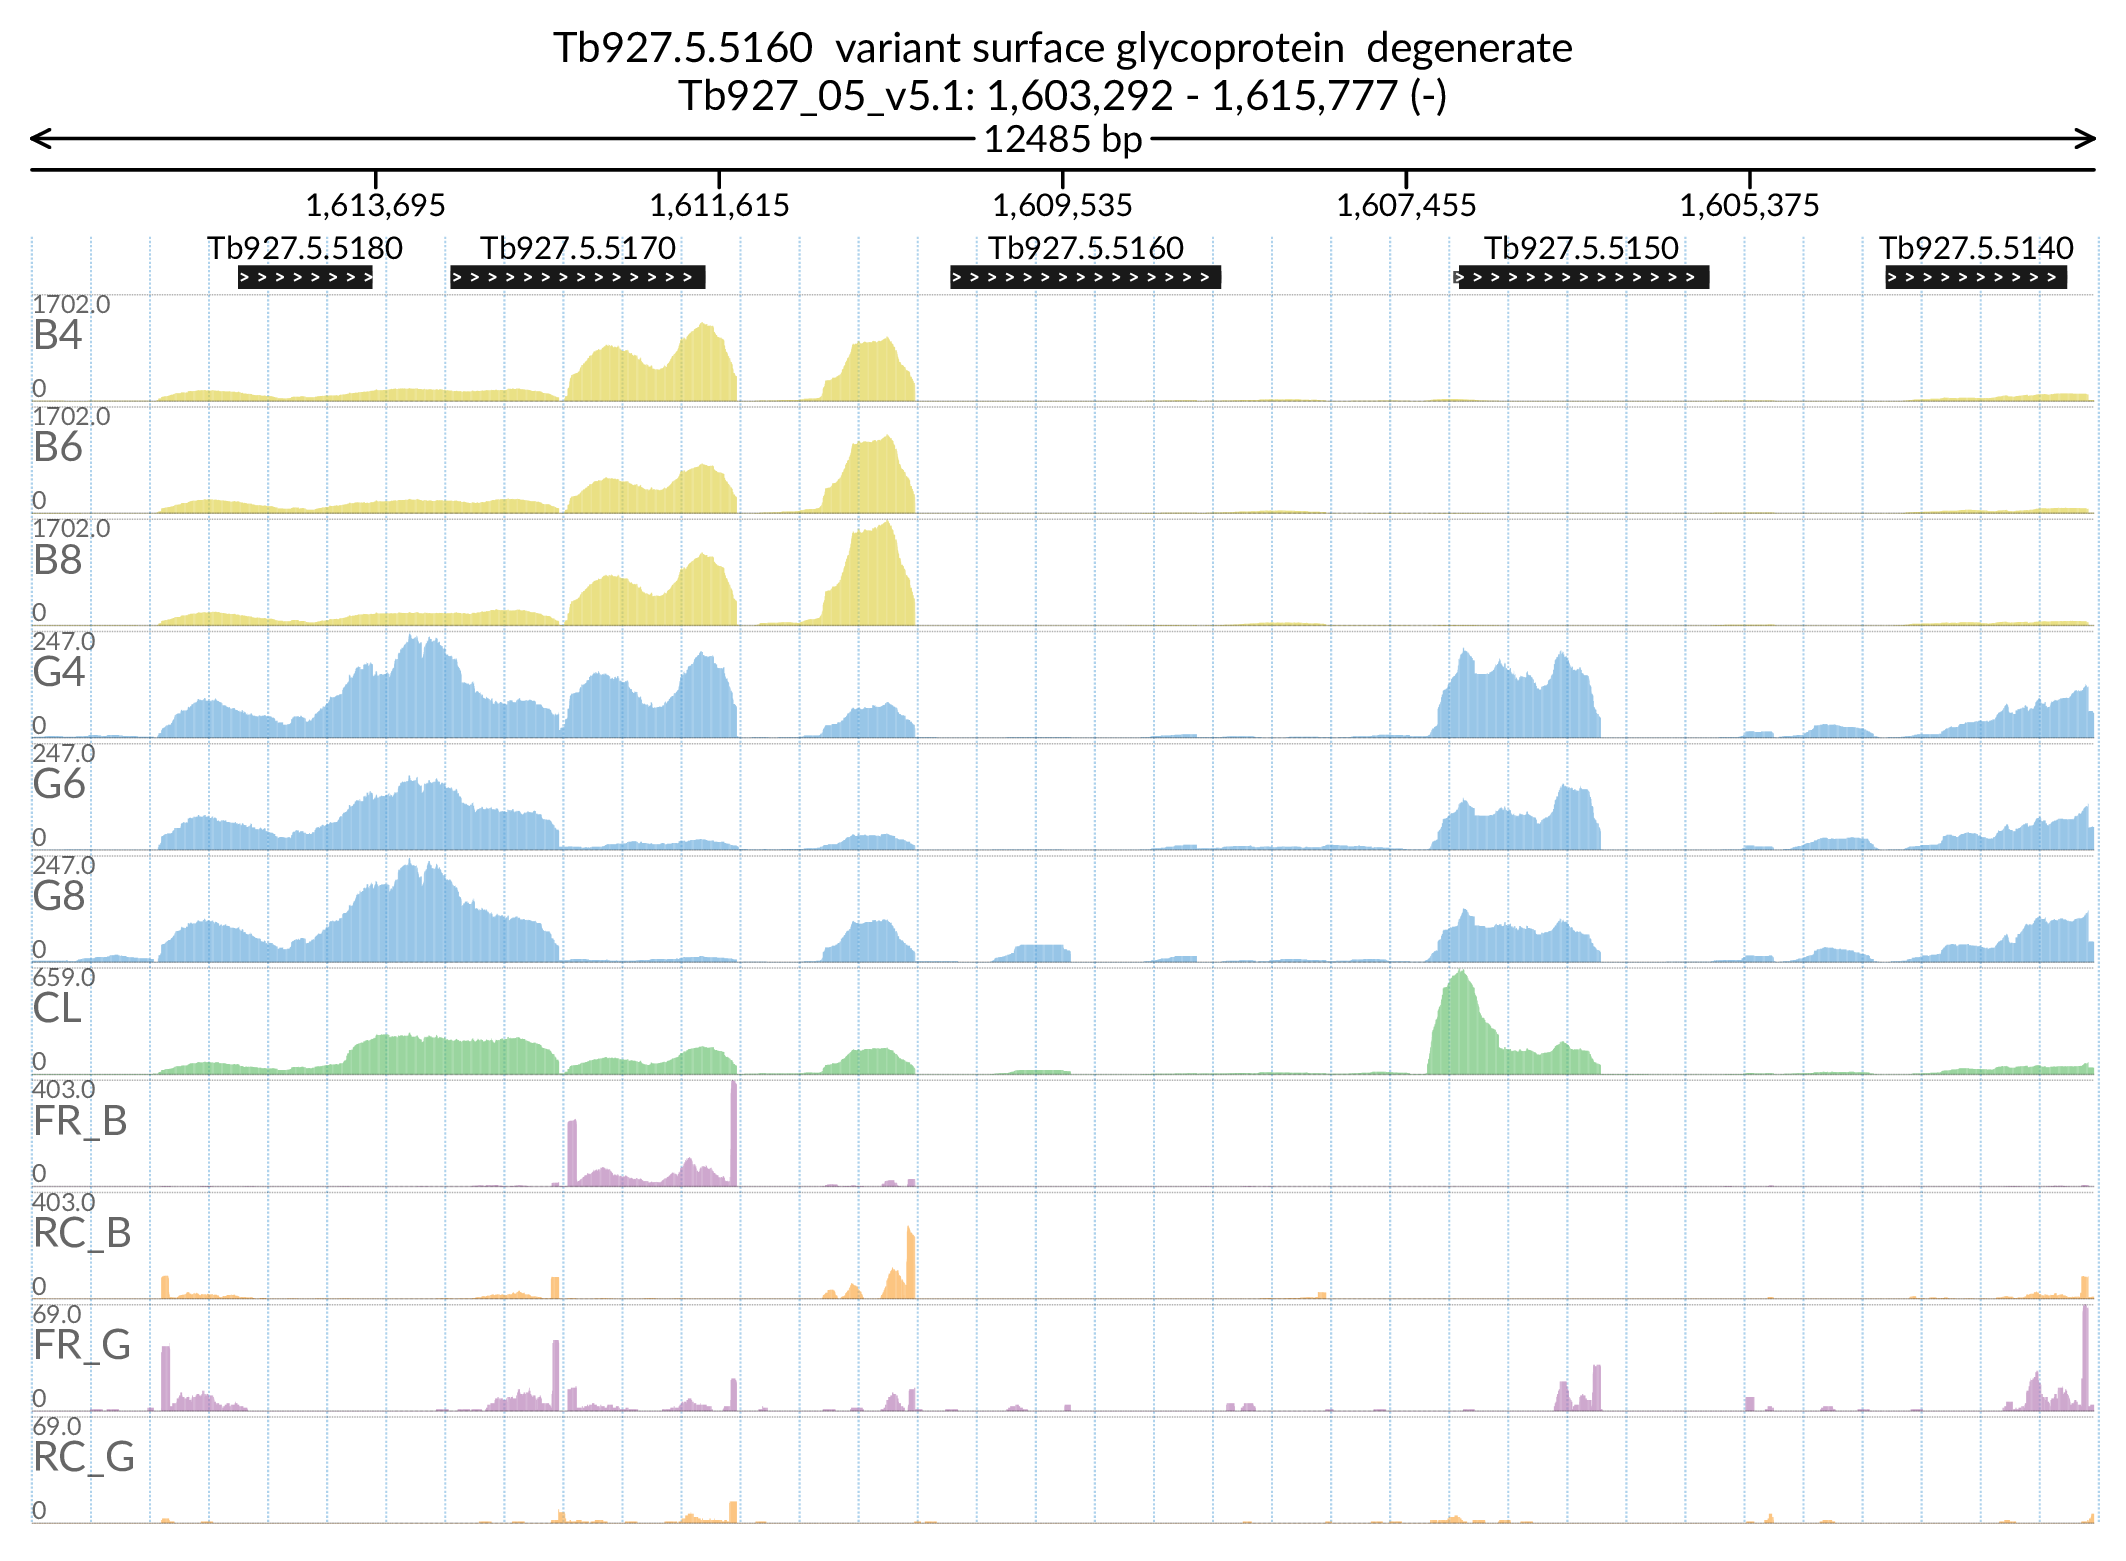 Tb927.5.5160  variant surface glycoprotein  degenerate
Tb927_05_v5.1: 1,603,292 - 1,615,777 (-)
12485 bp
1,613,695 1,611,615 1,609,535 1,607,455 1,605,375
Tb927.5.5180 Tb927.5.5170 Tb927.5.5160 Tb927.5.5150 Tb927.5.5140
1702.0
B4
0
1702.0
B6
0
1702.0
B8
0
247.0
G4
0
247.0
G6
0
247.0
G8
0
659.0
CL
0
403.0
FR_B
0
403.0
RC_B
0
69.0
FR_G
0
69.0
RC_G
0